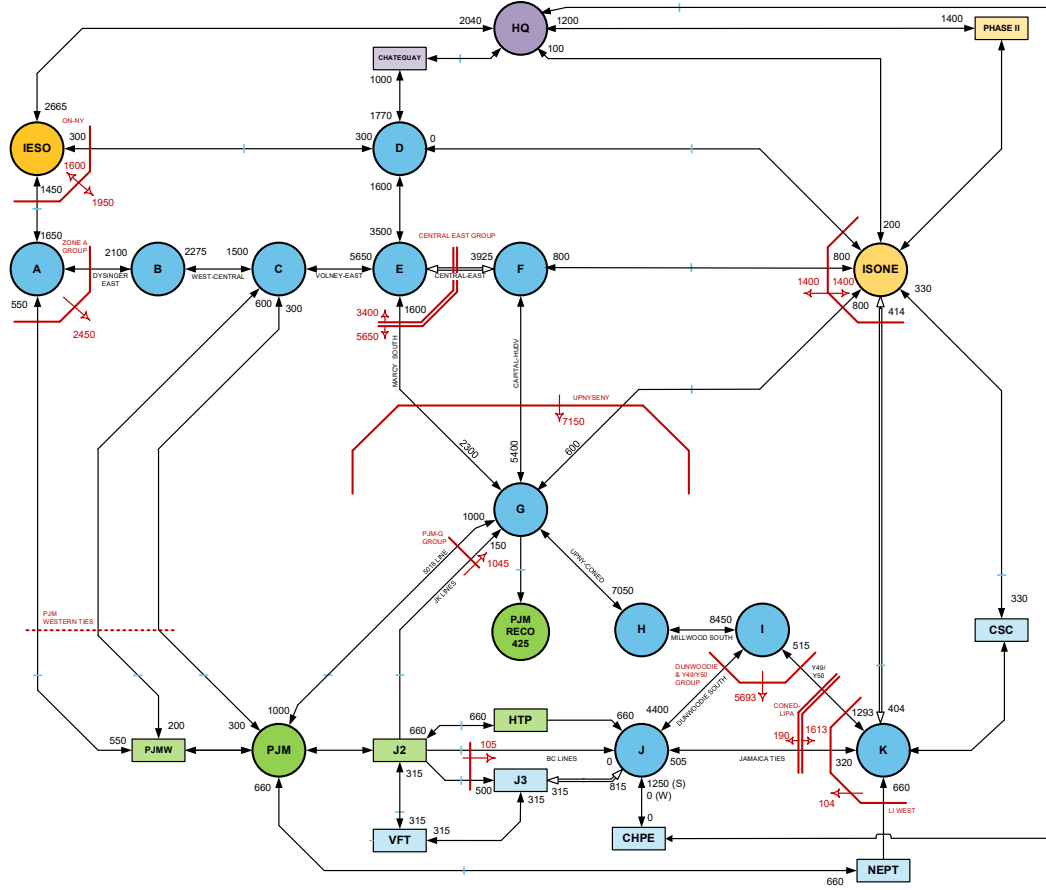 2040
HQ
1200
1400
PHASE II
100
CHATEGUAY
1000
2665
ON-NY
1770
IESO
300
300
D
0
1600
1450
1950
1600
1650
ZONE A
GROUP
3500
CENTRAL EAST GROUP
200
A
2100
B
2275
1500
C
5650
E
3925
F
800
800
ISONE
DYSINGER
EAST
WEST-CENTRAL
VOLNEY-EAST
CENTRAL-EAST
1400
1400
330
550
600
300
1600
800
414
2450
3400
5650
MARCY SOUTH
CAPITAL-HUDV
UPNYSENY
7150
2300
5400
600
G
1000
PJM-G
GROUP
150
1045
5018 LINE
JK LINES
UPNY-CONED
7050
8450
330
PJM
WESTERN TIES
PJM
RECO
425
H
MILLWOOD SOUTH
I
515
CSC
DUNWOODIE
& Y49/Y50
GROUP
Y49/
Y50
5693
DUNWOODIE SOUTH
CONED-
LIPA
4400
1293
404
200
300
1000
660
660
HTP
660
190
1613
550
PJMW
PJM
J2
105
BC LINES
0
J
505
JAMAICA TIES
320
K
660
315
500
J3
315
815
1250 (S)
0 (W)
104
660
LI WEST
315
315
315
VFT
0
CHPE
NEPT
660